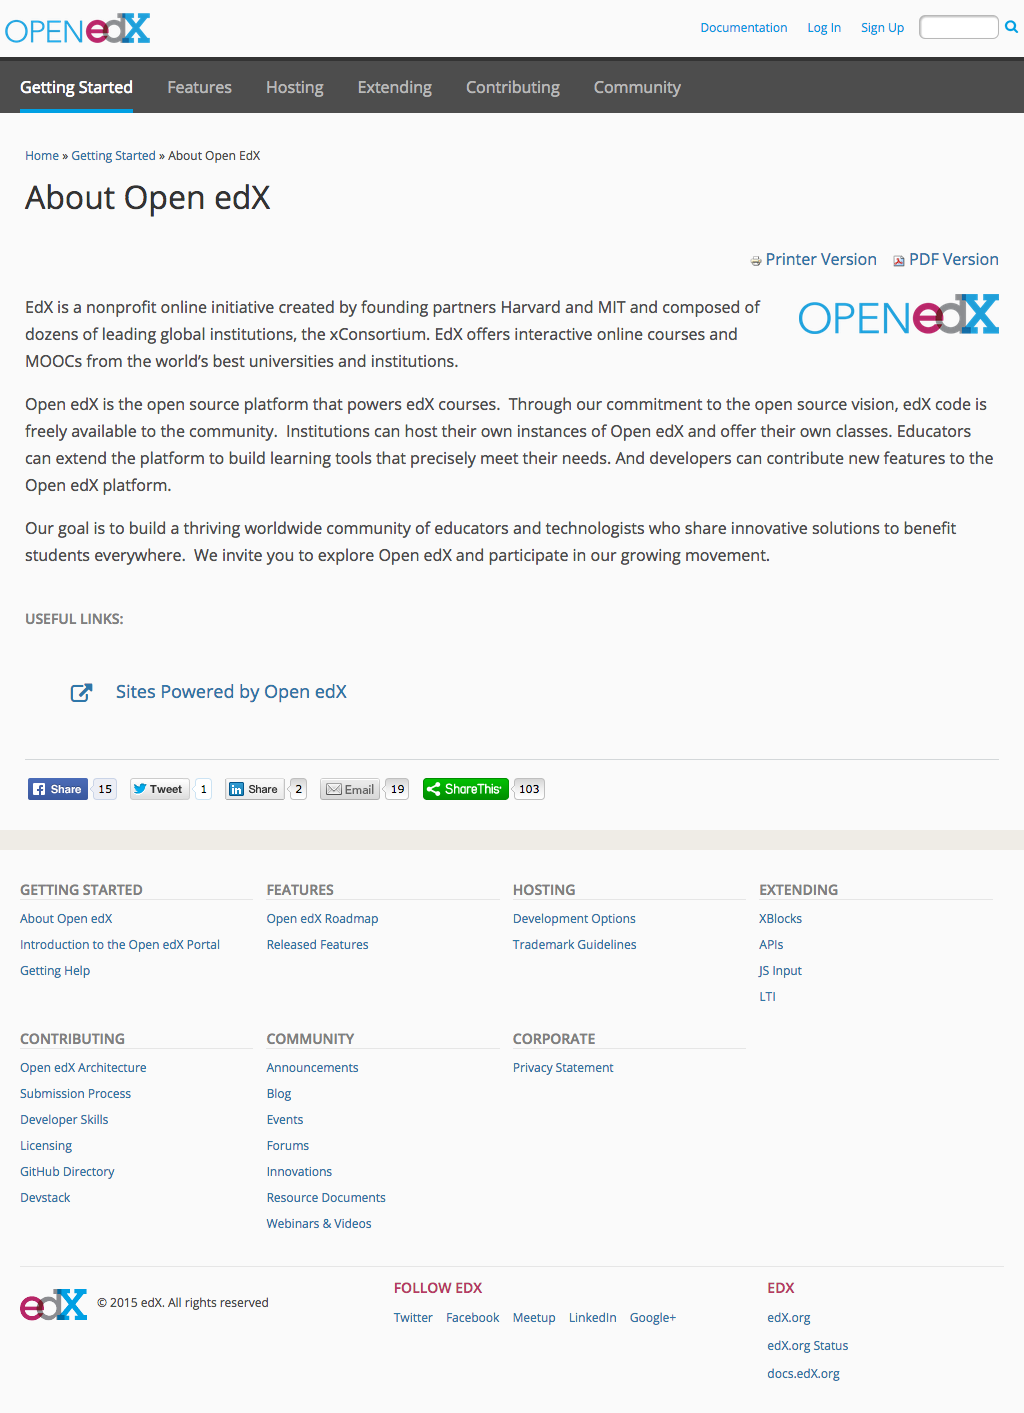 OPEN edX
Documentation Log In Sign Up
Getting Started Features Hosting Extending Contributing Community
Home » Getting Started » About Open EdX
About Open edX
Printer Version PDF Version
OPEN edX
EdX is a nonprofit online initiative created by founding partners Harvard and MIT and composed of
dozens of leading global institutions, the xConsortium. EdX offers interactive online courses and
MOOCs from the world’s best universities and institutions.
Open edX is the open source platform that powers edX courses.  Through our commitment to the open source vision, edX code is
freely available to the community.  Institutions can host their own instances of Open edX and offer their own classes. Educators
can extend the platform to build learning tools that precisely meet their needs. And developers can contribute new features to the
Open edX platform.
Our goal is to build a thriving worldwide community of educators and technologists who share innovative solutions to benefit
students everywhere.  We invite you to explore Open edX and participate in our growing movement.
USEFUL LINKS:
Sites Powered by Open edX
Share 15 Tweet 1 Share 2 Email 19 ShareThis 103
GETTING STARTED
About Open edX
Introduction to the Open edX Portal
Getting Help
FEATURES
Open edX Roadmap
Released Features
HOSTING
Development Options
Trademark Guidelines
EXTENDING
XBlocks
APIs
JS Input
LTI
CONTRIBUTING
Open edX Architecture
Submission Process
Developer Skills
Licensing
GitHub Directory
Devstack
COMMUNITY
Announcements
Blog
Events
Forums
Innovations
Resource Documents
Webinars & Videos
CORPORATE
Privacy Statement
edX © 2015 edX. All rights reserved
FOLLOW EDX
Twitter Facebook Meetup LinkedIn Google+
EDX
edX.org
edX.org Status
docs.edX.org